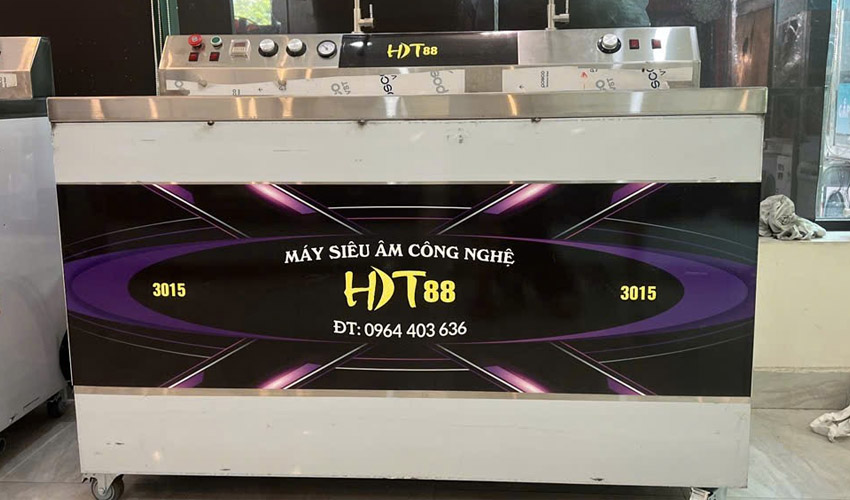 HDT88
MÁY SIÊU ÂM CÔNG NGHỆ
HDT88
3015
3015
ĐT: 0964 403 636